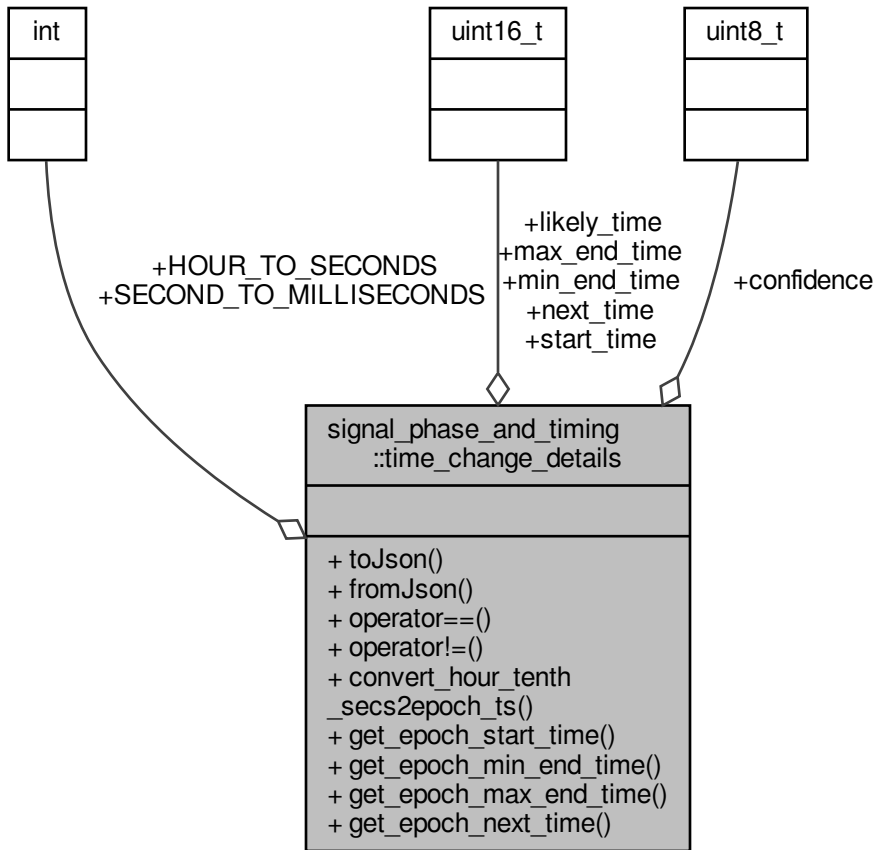 int
uint16_t
uint8_t
+HOUR_TO_SECONDS
+SECOND_TO_MILLISECONDS
+likely_time
+max_end_time
+min_end_time
+next_time
+start_time
+confidence
signal_phase_and_timing
::time_change_details
+ toJson()
+ fromJson()
+ operator==()
+ operator!=()
+ convert_hour_tenth
_secs2epoch_ts()
+ get_epoch_start_time()
+ get_epoch_min_end_time()
+ get_epoch_max_end_time()
+ get_epoch_next_time()